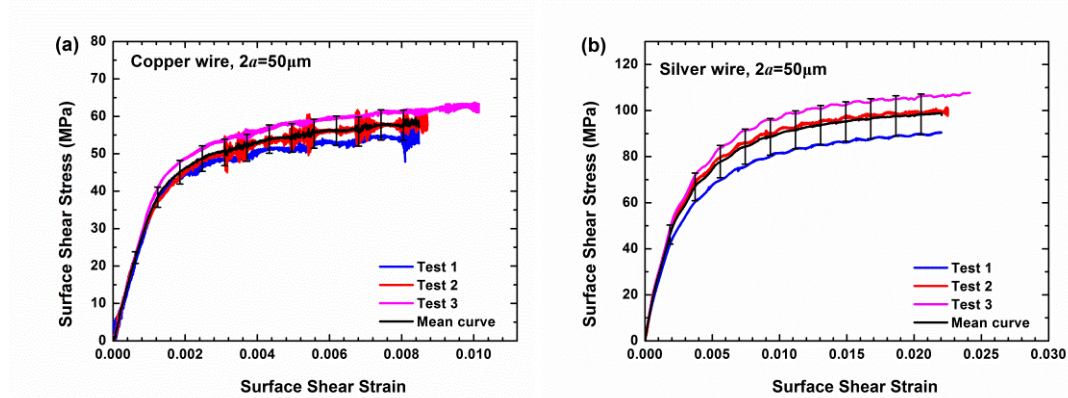 (a)
Copper wire, 2a=50μm
Surface Shear Stress (MPa)
80
70
60
50
40
30
20
10
0
Test 1
Test 2
Test 3
Mean curve
0.000 0.002 0.004 0.006 0.008 0.010
Surface Shear Strain
(b)
Silver wire, 2a=50μm
Surface Shear Stress (MPa)
120
100
80
60
40
20
0
Test 1
Test 2
Test 3
Mean curve
0.000 0.005 0.010 0.015 0.020 0.025 0.030
Surface Shear Strain